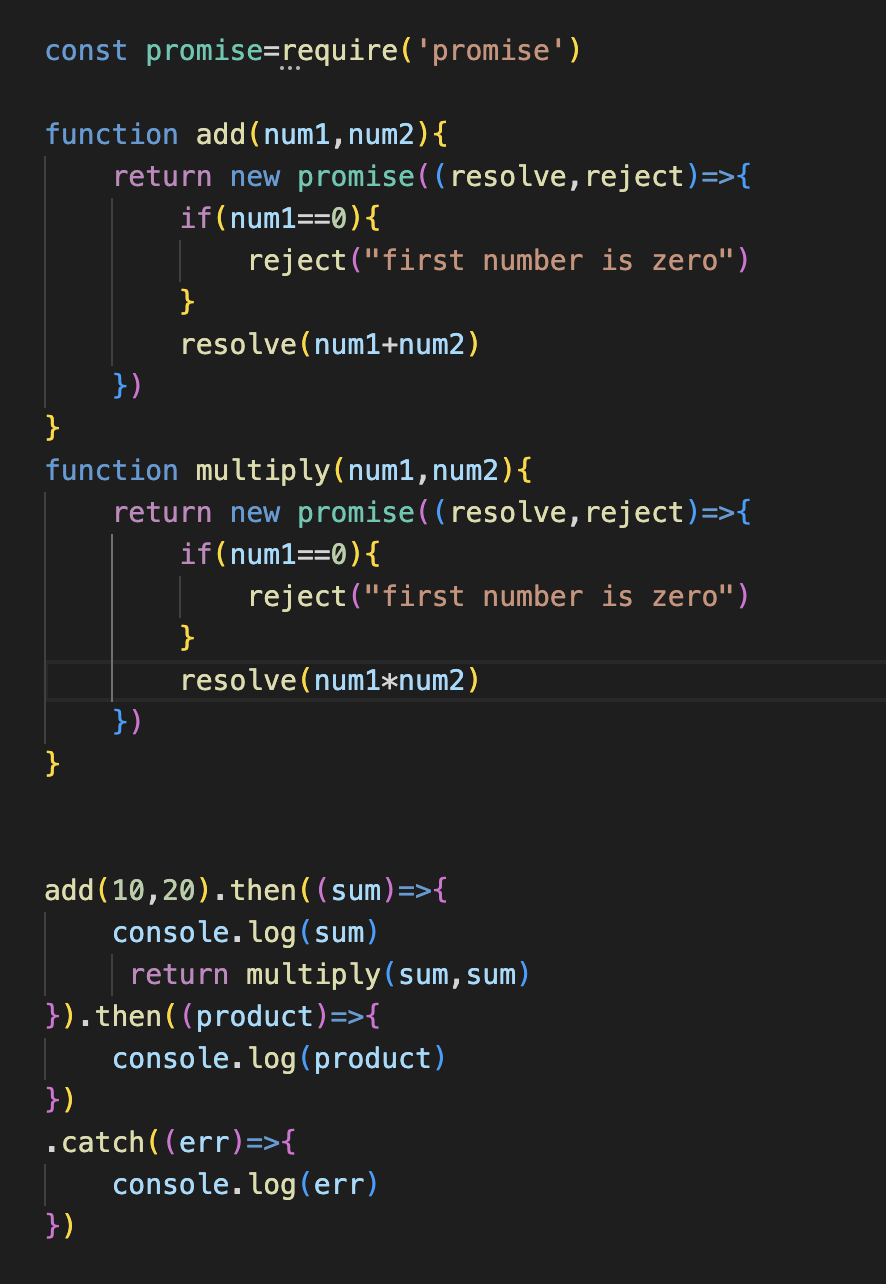 const promise=require('promise')
function add(num1,num2){
return new promise((resolve,reject)=>{
if(num1==0){
reject("first number is zero")
}
resolve(num1+num2)
})
}
function multiply(num1,num2){
return new promise((resolve,reject)=>{
if(num1==0){
reject("first number is zero")
}
resolve(num1*num2)
})
}
add(10,20).then((sum)=>{
console.log(sum)
return multiply(sum,sum)
}).then((product)=>{
console.log(product)
})
.catch((err)=>{
console.log(err)
})